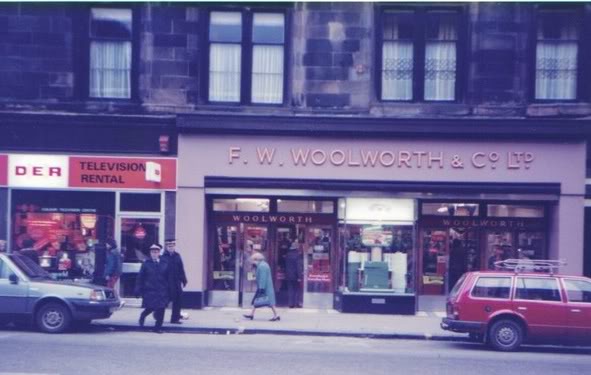 F. W. WOOLWORTH & CO LTD
DER TELEVISION
RENTAL
WOOLWORTH
WOOLWORTH